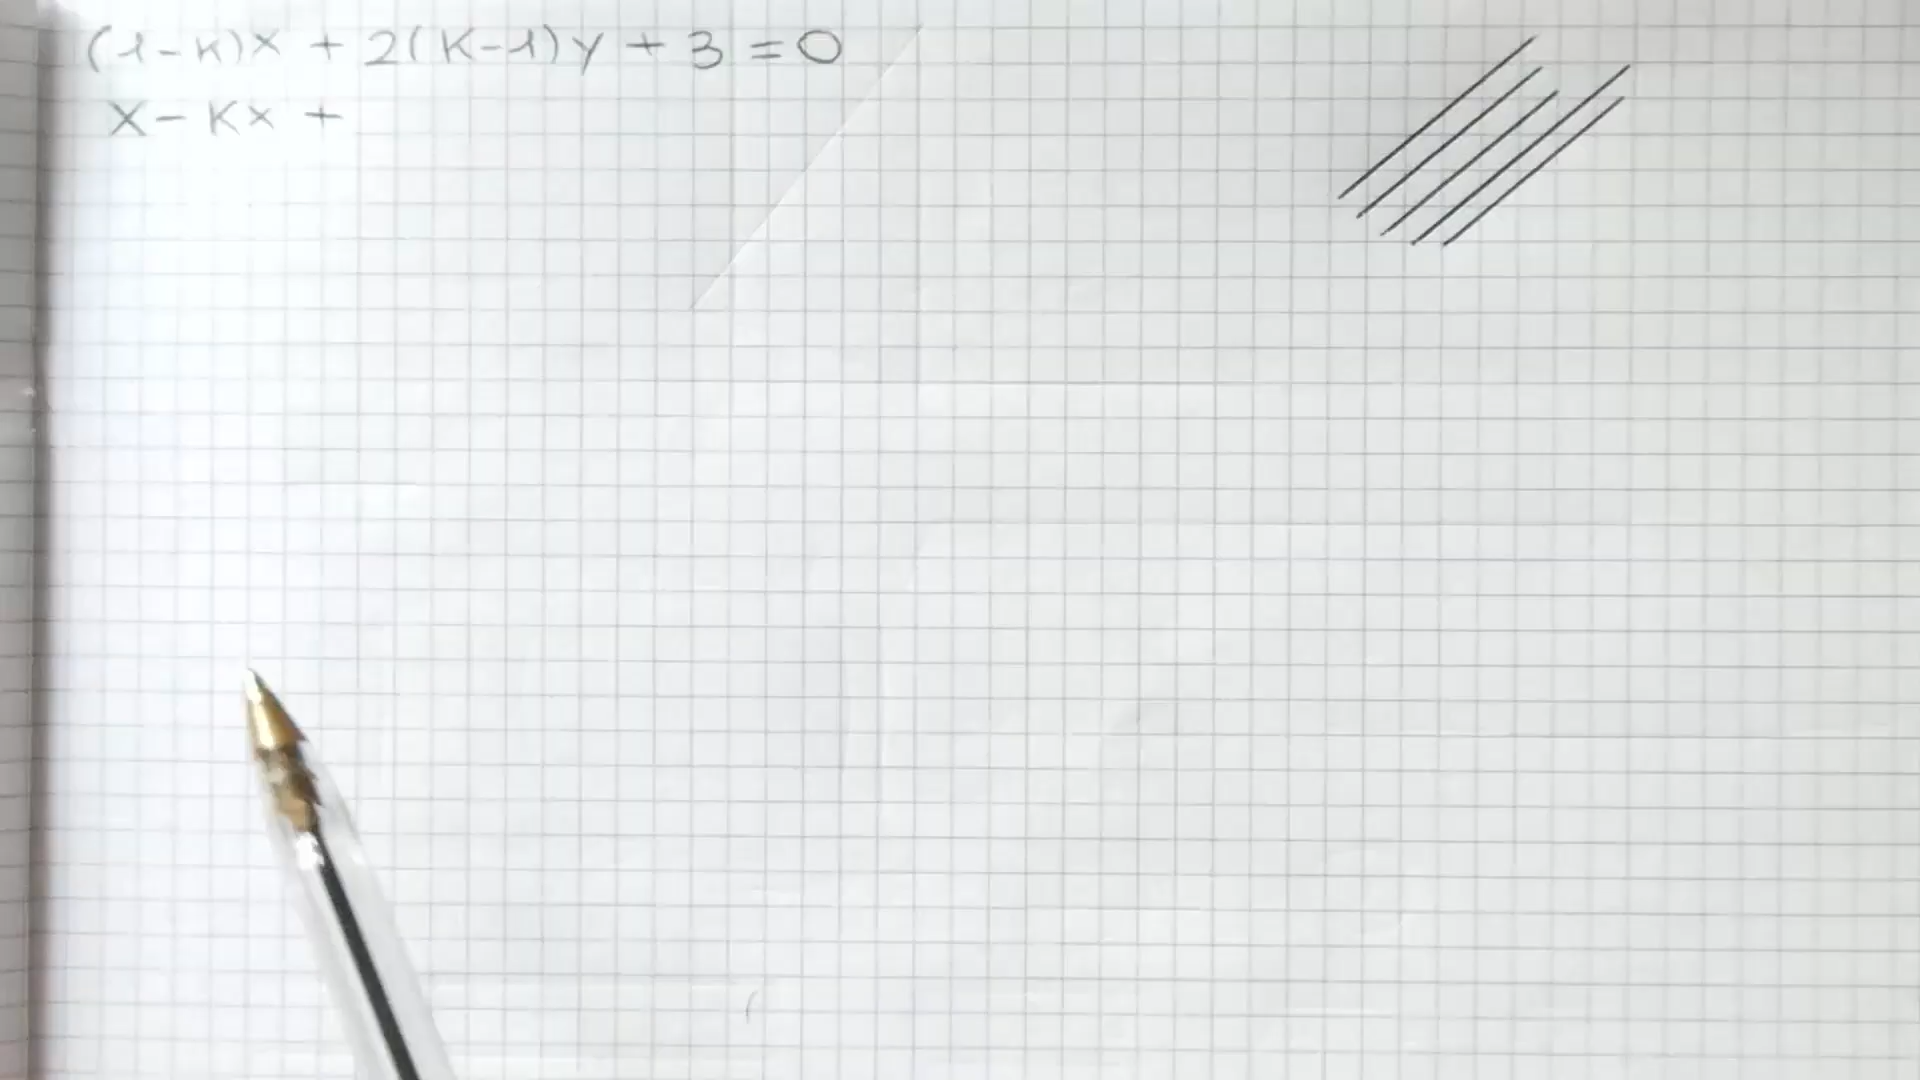 (1-k)x + 2(k-1)y + 3 = 0
x - kx +